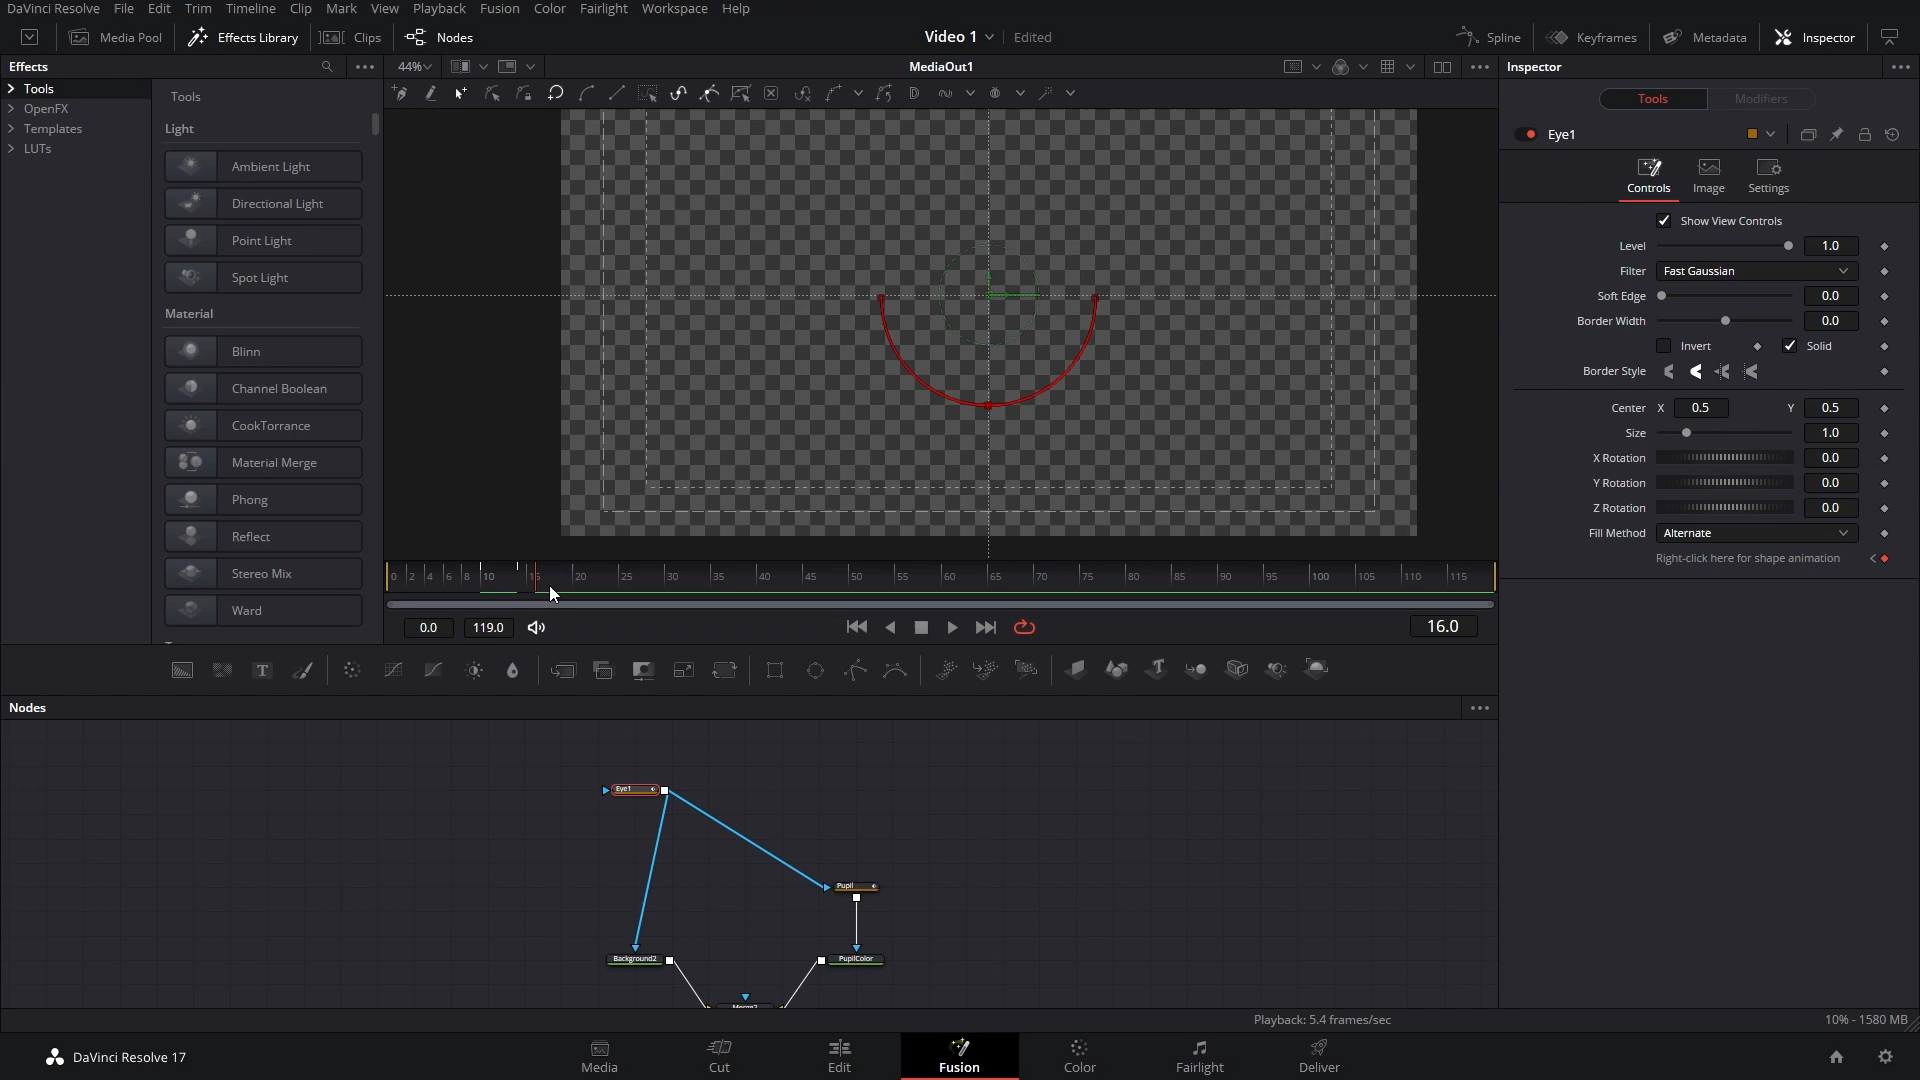 DaVinci Resolve File Edit Trim Timeline Clip Mark View Playback Fusion Color Fairlight Workspace Help
Media Pool Effects Library Clips Nodes Video 1 Edited Spline Keyframes Metadata Inspector
Effects 44% MediaOut1 Inspector
Tools
OpenFX
Templates
LUTs
Tools
Light
Ambient Light
Directional Light
Point Light
Spot Light
Material
Blinn
Channel Boolean
CookTorrance
Material Merge
Phong
Reflect
Stereo Mix
Ward
Tools Modifiers
Eye1
Controls Image Settings
Show View Controls
Level 1.0
Filter Fast Gaussian
Soft Edge 0.0
Border Width 0.0
Invert Solid
Border Style
Center X 0.5 Y 0.5
Size 1.0
X Rotation 0.0
Y Rotation 0.0
Z Rotation 0.0
Fill Method Alternate
Right-click here for shape animation
0 2 4 6 8 10 15 20 25 30 35 40 45 50 55 60 65 70 75 80 85 90 95 100 105 110 115
0.0 119.0 16.0
Nodes
Eye1
Pupil
Background2 PupilColor
Playback: 5.4 frames/sec 10% - 1580 MB
DaVinci Resolve 17 Media Cut Edit Fusion Color Fairlight Deliver